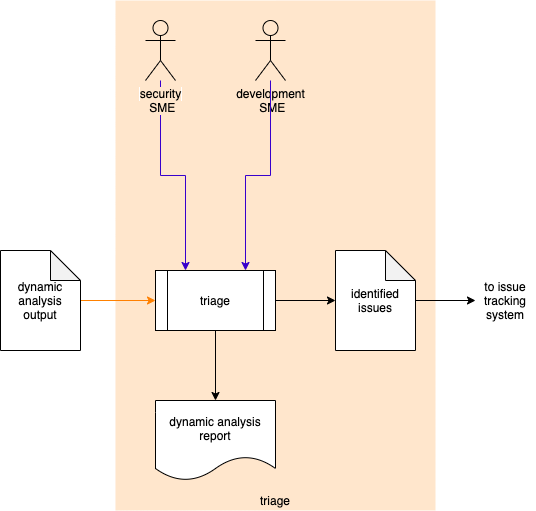 security
SME
development
SME
dynamic
analysis
output
triage
identified
issues
to issue
tracking
system
dynamic analysis
report
triage